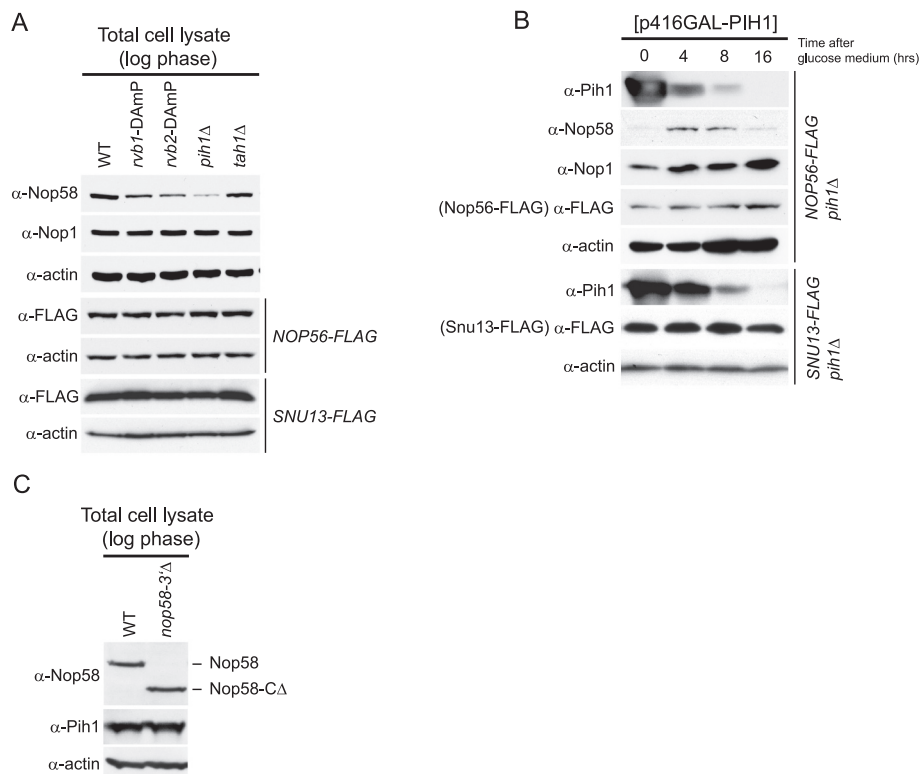 A
Total cell lysate
(log phase)
WT
rvb1-DAmP
rvb2-DAmP
pih1Δ
tah1Δ
α-Nop58
α-Nop1
α-actin
α-FLAG
α-actin
NOP56-FLAG
α-FLAG
α-actin
SNU13-FLAG
B
[p416GAL-PIH1]
0 4 8 16
Time after
glucose medium (hrs)
α-Pih1
α-Nop58
α-Nop1
(Nop56-FLAG) α-FLAG
α-actin
NOP56-FLAG
pih1Δ
α-Pih1
(Snu13-FLAG) α-FLAG
α-actin
SNU13-FLAG
pih1Δ
C
Total cell lysate
(log phase)
WT
nop58-3'Δ
α-Nop58
– Nop58
– Nop58-CΔ
α-Pih1
α-actin